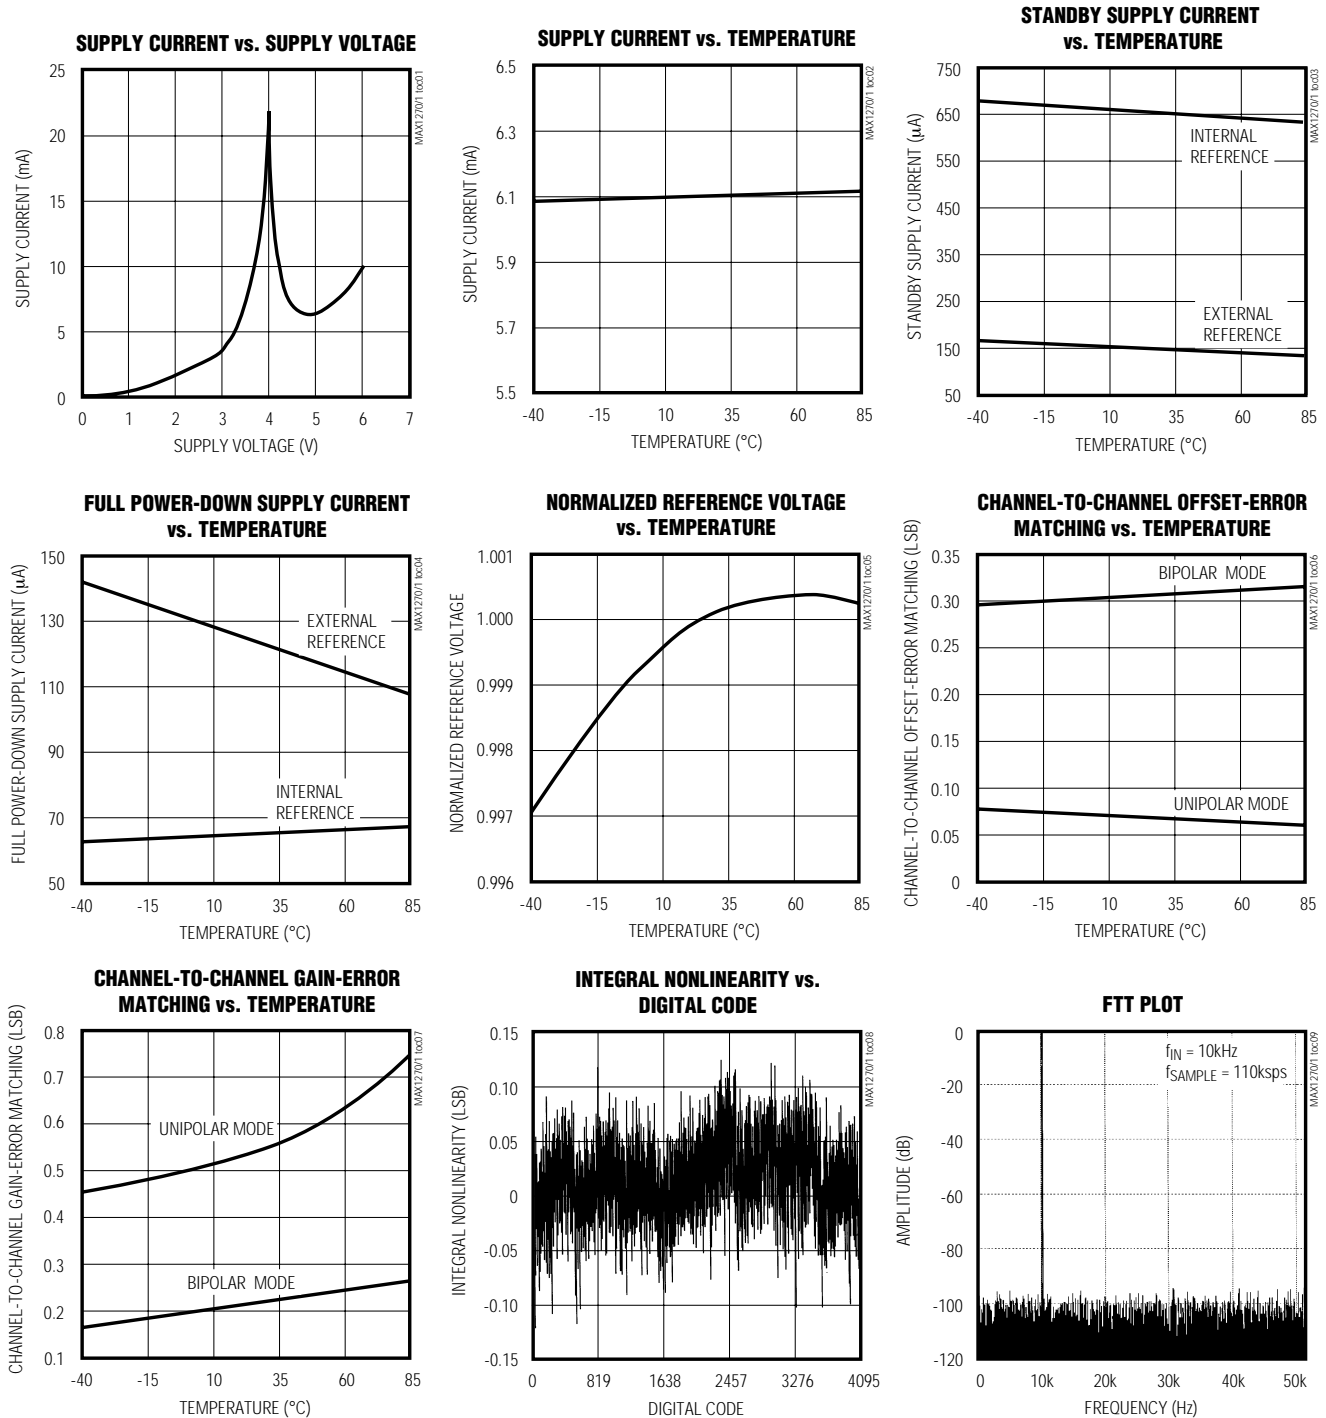 SUPPLY CURRENT vs. SUPPLY VOLTAGE
MAX1270/1 toc01
SUPPLY CURRENT (mA)
25
20
15
10
5
0
0 1 2 3 4 5 6 7
SUPPLY VOLTAGE (V)
SUPPLY CURRENT vs. TEMPERATURE
MAX1270/1 toc02
SUPPLY CURRENT (mA)
6.5
6.3
6.1
5.9
5.7
5.5
-40 -15 10 35 60 85
TEMPERATURE (°C)
STANDBY SUPPLY CURRENT
vs. TEMPERATURE
MAX1270/1 toc03
STANDBY SUPPLY CURRENT (µA)
750
650
550
450
350
250
150
50
INTERNAL
REFERENCE
EXTERNAL
REFERENCE
-40 -15 10 35 60 85
TEMPERATURE (°C)
FULL POWER-DOWN SUPPLY CURRENT
vs. TEMPERATURE
MAX1270/1 toc04
FULL POWER-DOWN SUPPLY CURRENT (µA)
150
130
110
90
70
50
EXTERNAL
REFERENCE
INTERNAL
REFERENCE
-40 -15 10 35 60 85
TEMPERATURE (°C)
NORMALIZED REFERENCE VOLTAGE
vs. TEMPERATURE
MAX1270/1 toc05
NORMALIZED REFERENCE VOLTAGE
1.001
1.000
0.999
0.998
0.997
0.996
-40 -15 10 35 60 85
TEMPERATURE (°C)
CHANNEL-TO-CHANNEL OFFSET-ERROR
MATCHING vs. TEMPERATURE
MAX1270/1 toc06
CHANNEL-TO-CHANNEL OFFSET-ERROR MATCHING (LSB)
0.35
0.30
0.25
0.20
0.15
0.10
0.05
0
BIPOLAR MODE
UNIPOLAR MODE
-40 -15 10 35 60 85
TEMPERATURE (°C)
CHANNEL-TO-CHANNEL GAIN-ERROR
MATCHING vs. TEMPERATURE
MAX1270/1 toc07
CHANNEL-TO-CHANNEL GAIN-ERROR MATCHING (LSB)
0.8
0.7
0.6
0.5
0.4
0.3
0.2
0.1
UNIPOLAR MODE
BIPOLAR MODE
-40 -15 10 35 60 85
TEMPERATURE (°C)
INTEGRAL NONLINEARITY vs.
DIGITAL CODE
MAX1270/1 toc08
INTEGRAL NONLINEARITY (LSB)
0.15
0.10
0.05
0
-0.05
-0.10
-0.15
0 819 1638 2457 3276 4095
DIGITAL CODE
FTT PLOT
MAX1270/1 toc09
AMPLITUDE (dB)
0
-20
-40
-60
-80
-100
-120
fIN = 10kHz
fSAMPLE = 110ksps
0 10k 20k 30k 40k 50k
FREQUENCY (Hz)